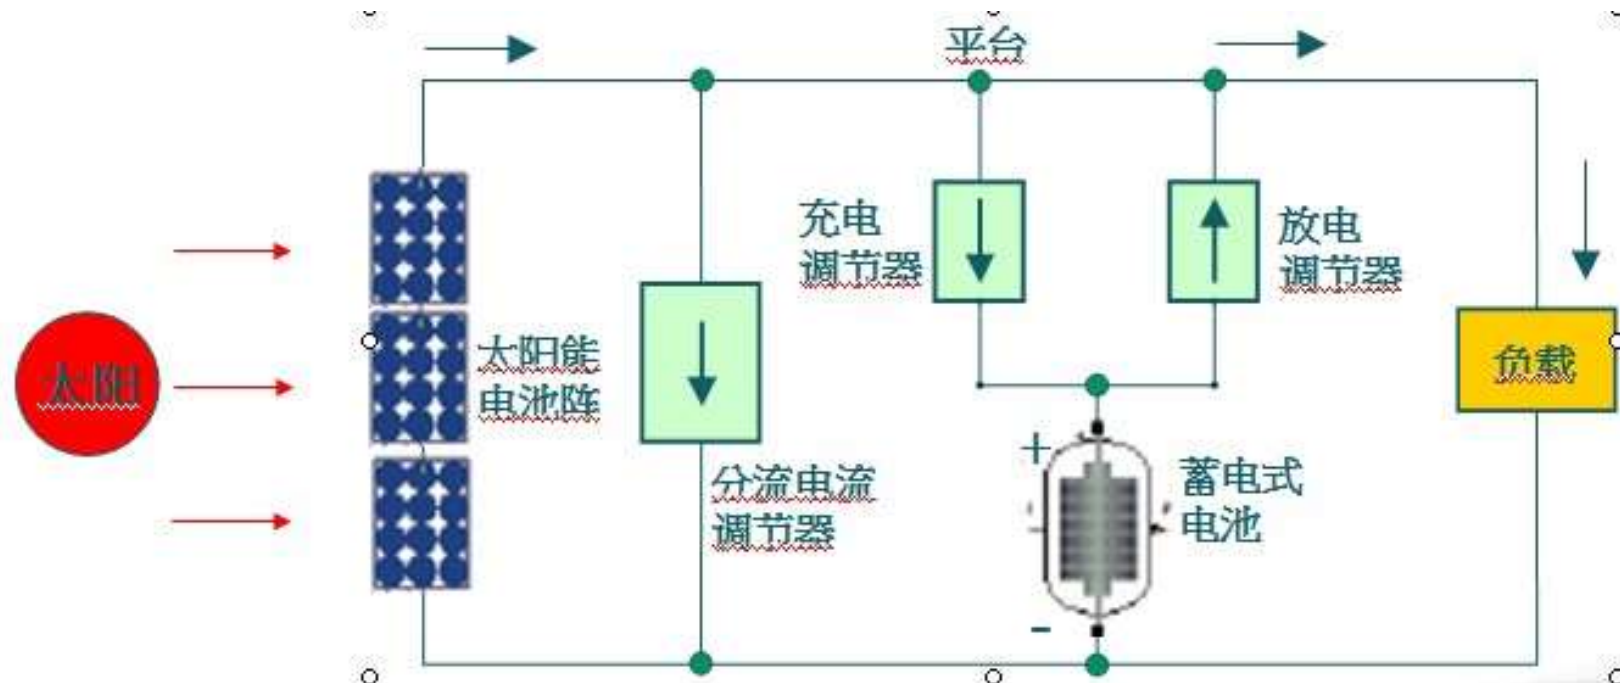 平台
充电
调节器
放电
调节器
太阳
太阳能
电池阵
负载
分流电流
调节器
+
蓄电式
电池
-